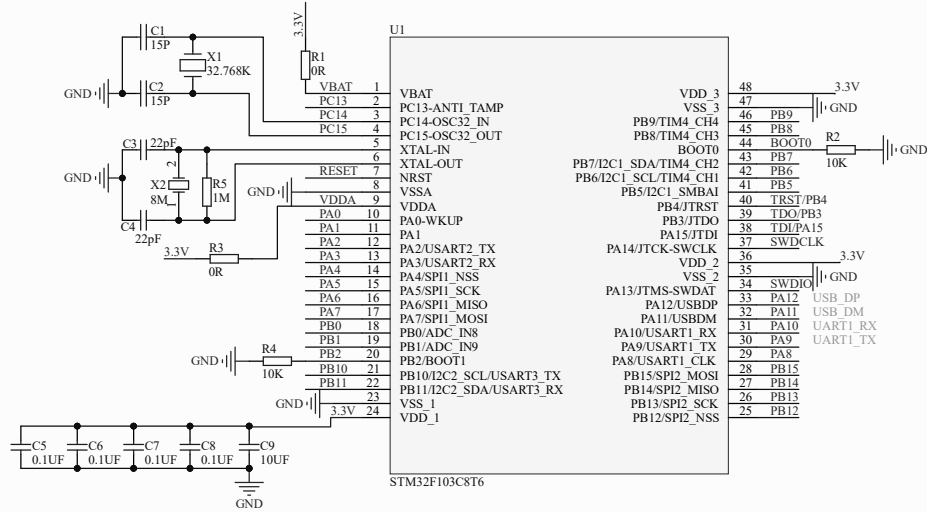 U1
C1
15P
X1
32.768K
C2
15P
GND
3.3V
R1
0R
C3 22pF
GND
X2
8M
2
1
R5
1M
C4
22pF
3.3V
R3
0R
GND
GND
R4
10K
GND
3.3V
VBAT 1 VBAT
PC13 2 PC13-ANTI_TAMP
PC14 3 PC14-OSC32_IN
PC15 4 PC15-OSC32_OUT
5 XTAL-IN
6 XTAL-OUT
RESET 7 NRST
8 VSSA
VDDA 9 VDDA
PA0 10 PA0-WKUP
PA1 11 PA1
PA2 12 PA2/USART2_TX
PA3 13 PA3/USART2_RX
PA4 14 PA4/SPI1_NSS
PA5 15 PA5/SPI1_SCK
PA6 16 PA6/SPI1_MISO
PA7 17 PA7/SPI1_MOSI
PB0 18 PB0/ADC_IN8
PB1 19 PB1/ADC_IN9
PB2 20 PB2/BOOT1
PB10 21 PB10/I2C2_SCL/USART3_TX
PB11 22 PB11/I2C2_SDA/USART3_RX
23 VSS_1
24 VDD_1
VDD_3 48 3.3V
VSS_3 47 GND
PB9/TIM4_CH4 46 PB9
PB8/TIM4_CH3 45 PB8
BOOT0 44 BOOT0 R2 10K GND
PB7/I2C1_SDA/TIM4_CH2 43 PB7
PB6/I2C1_SCL/TIM4_CH1 42 PB6
PB5/I2C1_SMBAI 41 PB5
PB4/JTRST 40 TRST/PB4
PB3/JTDO 39 TDO/PB3
PA15/JTDI 38 TDI/PA15
PA14/JTCK-SWCLK 37 SWDCLK
VDD_2 36 3.3V
VSS_2 35 GND
PA13/JTMS-SWDAT 34 SWDIO
PA12/USBDP 33 PA12 USB_DP
PA11/USBDM 32 PA11 USB_DM
PA10/USART1_RX 31 PA10 UART1_RX
PA9/USART1_TX 30 PA9 UART1_TX
PA8/USART1_CLK 29 PA8
PB15/SPI2_MOSI 28 PB15
PB14/SPI2_MISO 27 PB14
PB13/SPI2_SCK 26 PB13
PB12/SPI2_NSS 25 PB12
C5 C6 C7 C8 C9
0.1UF 0.1UF 0.1UF 0.1UF 10UF
GND
STM32F103C8T6